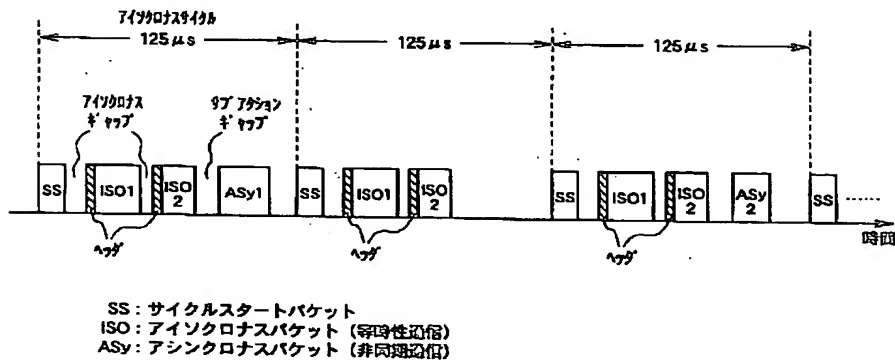 アイソクロナスサイクル
125μs
125μs
125μs
アイソクロナス
ギャップ
サブアクション
ギャップ
SS
ISO1
ISO
2
ASy1
SS
ISO1
ISO
2
SS
ISO1
ISO
2
ASy
2
SS
......
時間
ヘッダ
ヘッダ
ヘッダ
SS:サイクルスタートパケット
ISO:アイソクロナスパケット(等時性通信)
ASy:アシンクロナスパケット(非同期通信)